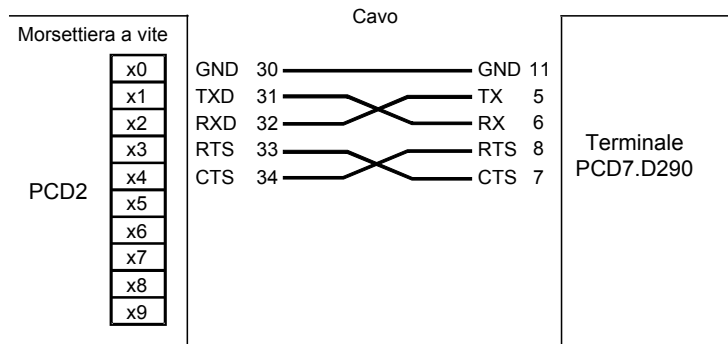 Cavo
Morsettiera a vite
x0 GND 30 GND 11
x1 TXD 31 TX 5
x2 RXD 32 RX 6
x3 RTS 33 RTS 8
x4 CTS 34 CTS 7
x5
x6
x7
x8
x9
PCD2
Terminale
PCD7.D290